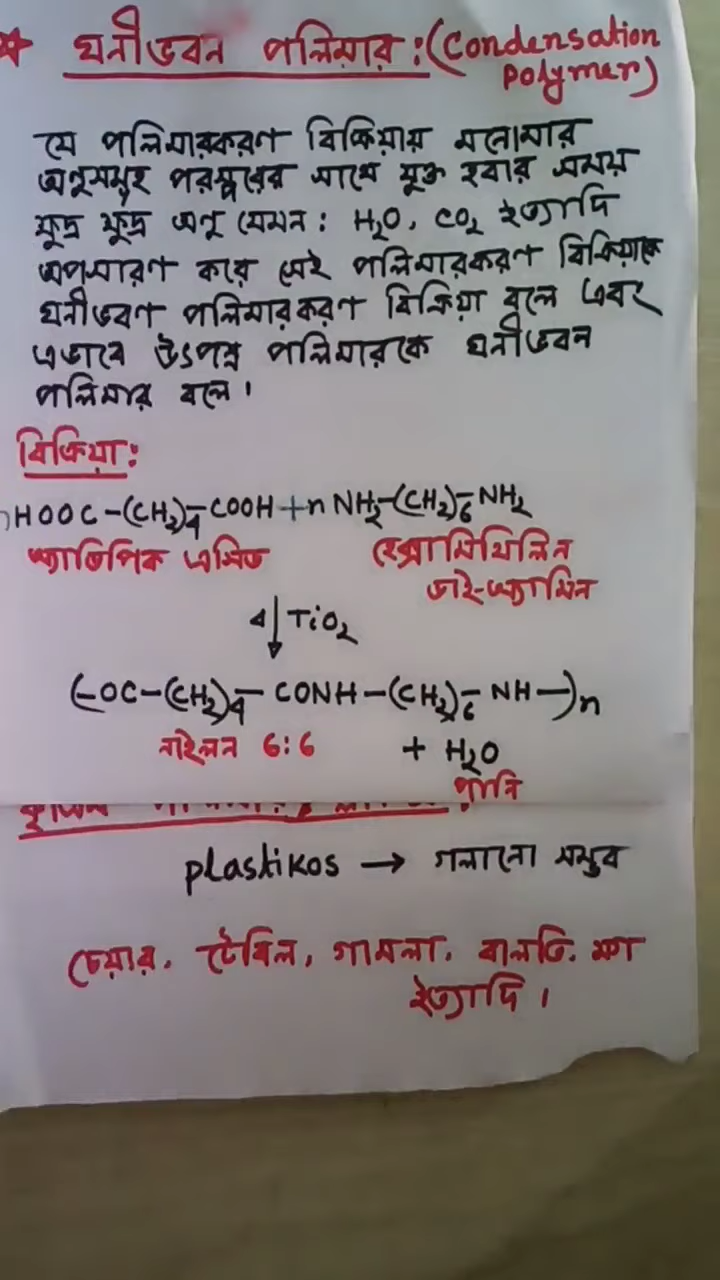 * ঘনীভবন পলিমার: (Condensation
Polymer)
যে পলিমারকরণ বিক্রিয়ায় মনোমার
অণুসমূহ পরস্পরের সাথে যুক্ত হবার সময়
ক্ষুদ্র ক্ষুদ্র অণু যেমন: H₂O, CO₂ ইত্যাদি
অপসারণ করে সেই পলিমারকরণ বিক্রিয়াকে
ঘনীভবণ পলিমারকরণ বিক্রিয়া বলে এবং
এভাবে উৎপন্ন পলিমারকে ঘনীভবন
পলিমার বলে।
বিক্রিয়া:
nHOOC-(CH₂)₄-COOH + n NH₂-(CH₂)₆-NH₂
অ্যাডিপিক এসিড হেক্সামিথিলিন
ডাই-অ্যামিন
Δ↓TiO₂
(-OC-(CH₂)₄-CONH-(CH₂)₆-NH-)n
নাইলন 6:6 + H₂O
পানি
plastikos → গলানো সম্ভব
চেয়ার, টেবিল, গামলা, বালতি, মগ
ইত্যাদি।